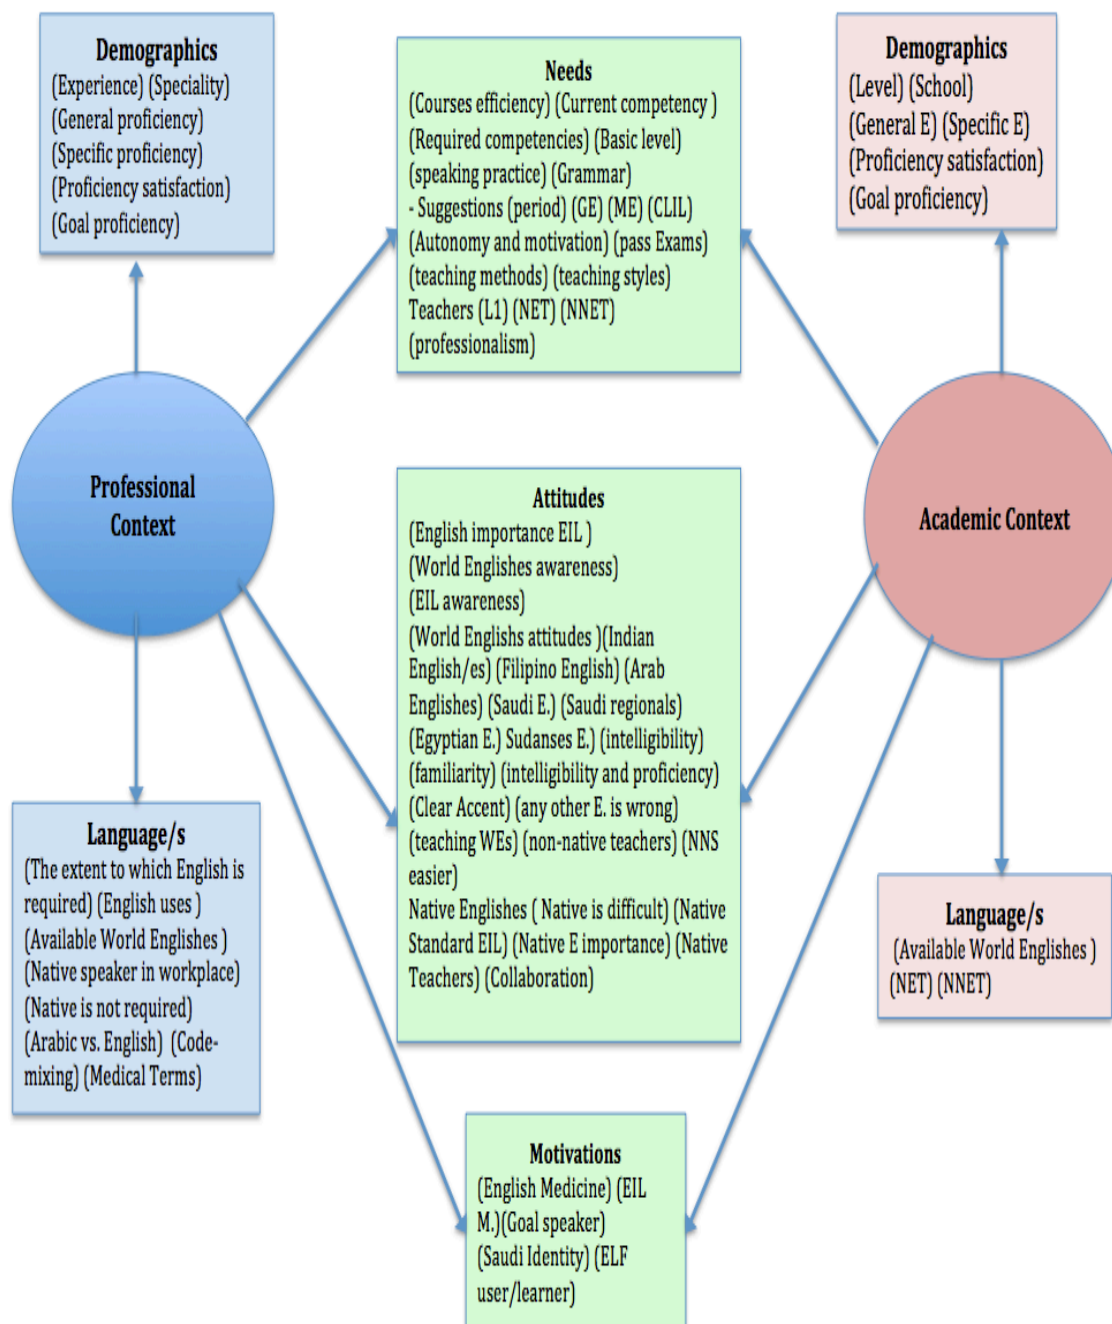 Demographics
(Experience) (Speciality)
(General proficiency)
(Specific proficiency)
(Proficiency satisfaction)
(Goal proficiency)
Needs
(Courses efficiency) (Current competency )
(Required competencies) (Basic level)
(speaking practice) (Grammar)
- Suggestions (period) (GE) (ME) (CLIL)
(Autonomy and motivation) (pass Exams)
(teaching methods) (teaching styles)
Teachers (L1) (NET) (NNET)
(professionalism)
Demographics
(Level) (School)
(General E) (Specific E)
(Proficiency satisfaction)
(Goal proficiency)
Professional
Context
Attitudes
(English importance EIL )
(World Englishes awareness)
(EIL awareness)
(World Englishs attitudes )(Indian
English/es) (Filipino English) (Arab
Englishes) (Saudi E.) (Saudi regionals)
(Egyptian E.) Sudanses E.) (intelligibility)
(familiarity) (intelligibility and proficiency)
(Clear Accent) (any other E. is wrong)
(teaching WEs) (non-native teachers) (NNS
easier)
Native Englishes ( Native is difficult) (Native
Standard EIL) (Native E importance) (Native
Teachers) (Collaboration)
Academic Context
Language/s
(The extent to which English is
required) (English uses )
(Available World Englishes )
(Native speaker in workplace)
(Native is not required)
(Arabic vs. English) (Code-
mixing) (Medical Terms)
Language/s
(Available World Englishes )
(NET) (NNET)
Motivations
(English Medicine) (EIL
M.)(Goal speaker)
(Saudi Identity) (ELF
user/learner)